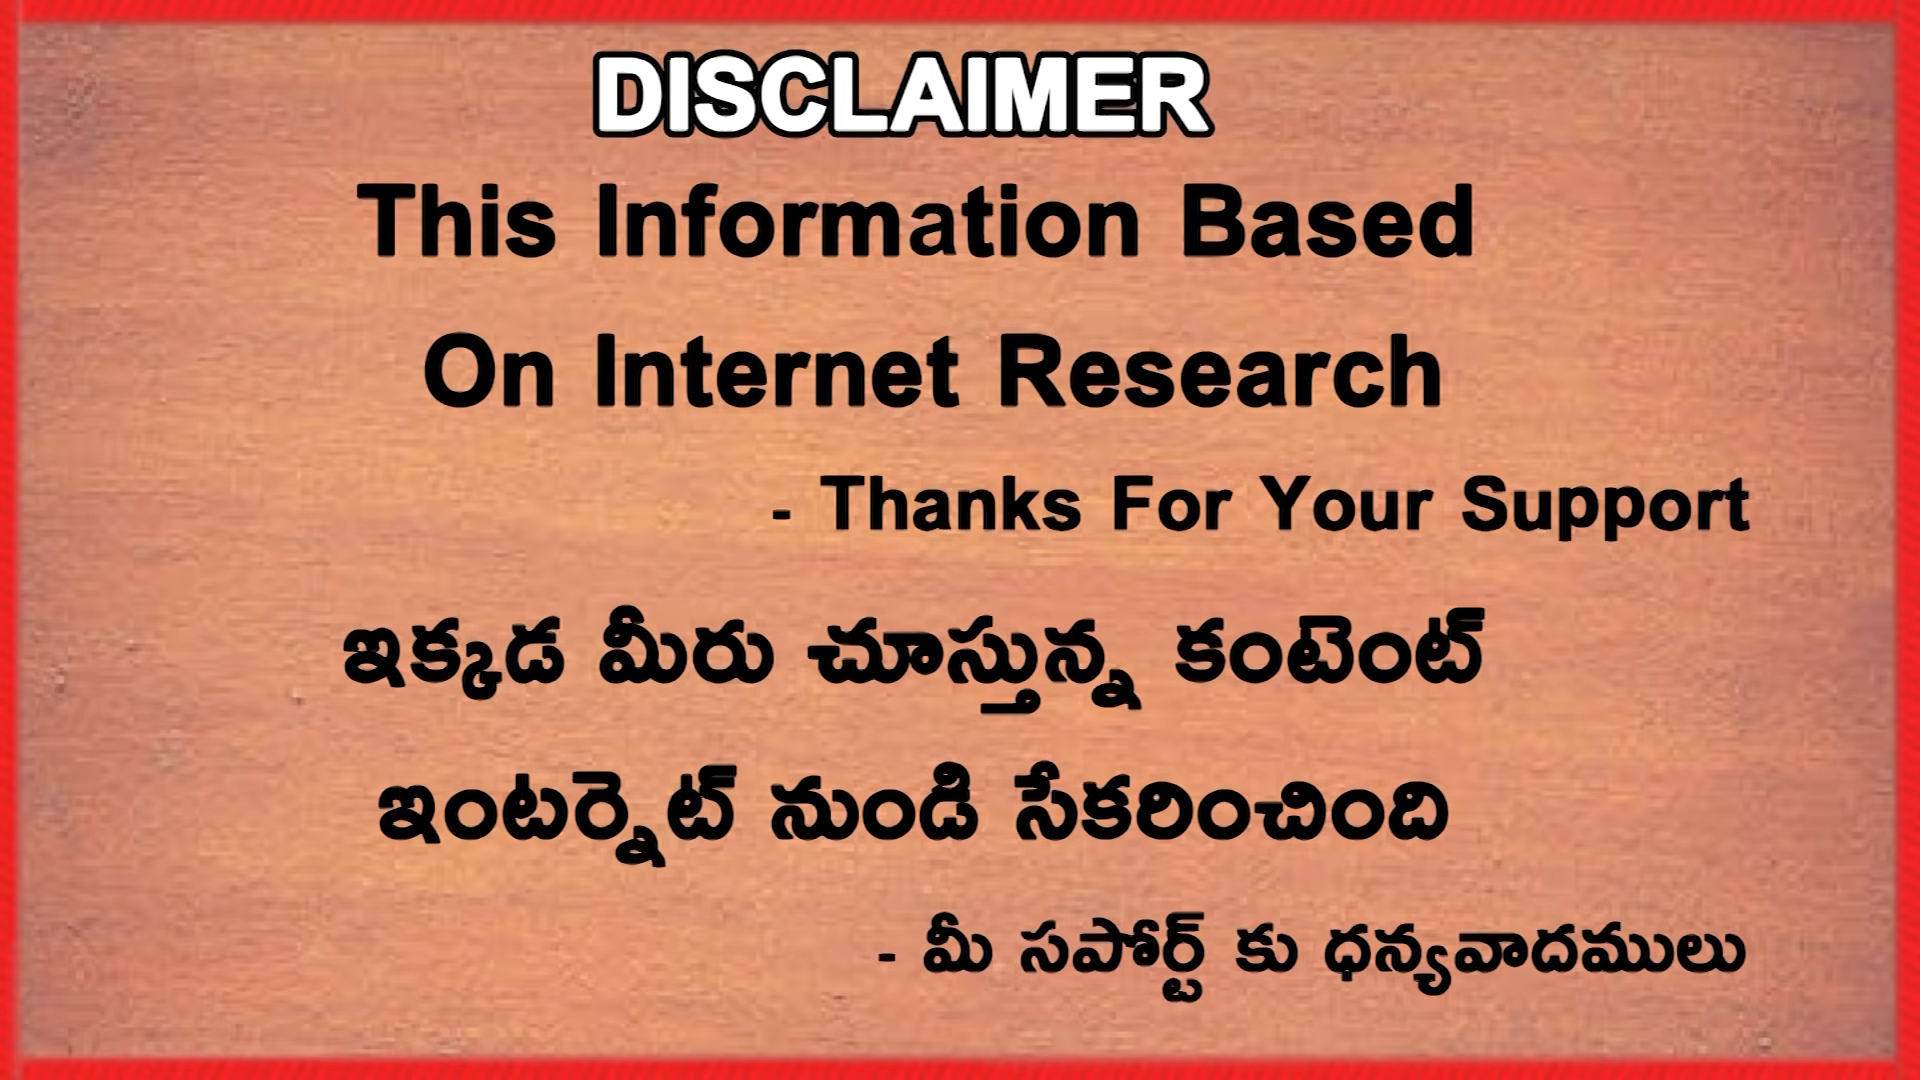 DISCLAIMER
This Information Based
On Internet Research
- Thanks For Your Support
ఇక్కడ మీరు చూస్తున్న కంటెంట్
ఇంటర్నెట్ నుండి సేకరించింది
- మీ సపోర్ట్ కు ధన్యవాదములు